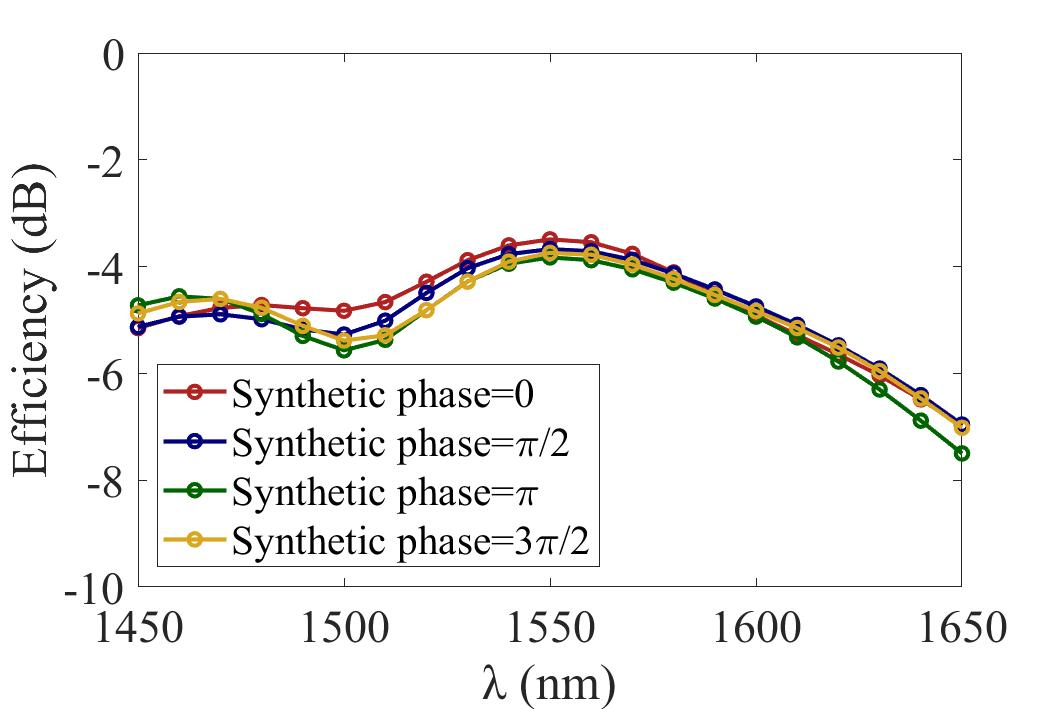 0
-2
-4
-6
-8
-10
Efficiency (dB)
Synthetic phase=0
Synthetic phase=π/2
Synthetic phase=π
Synthetic phase=3π/2
1450 1500 1550 1600 1650
λ (nm)